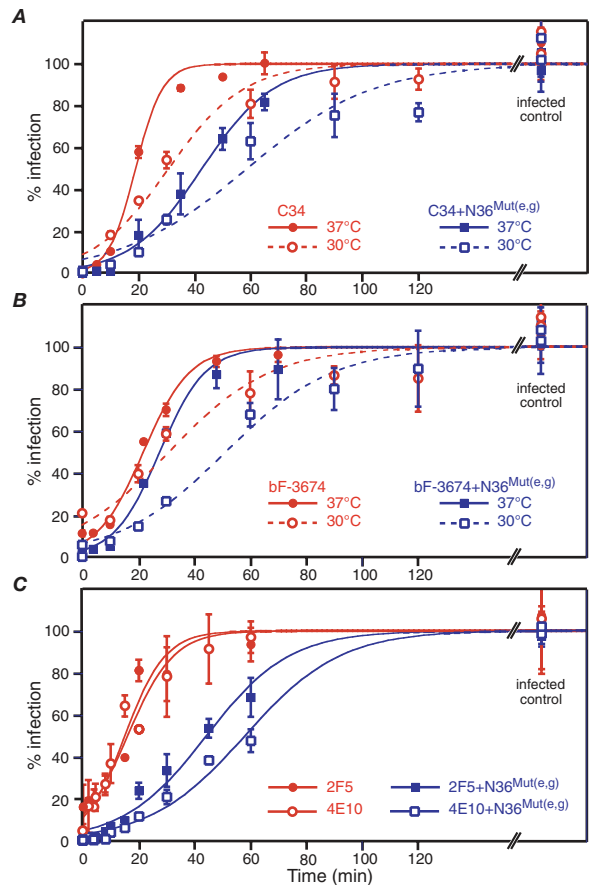 A
% infection
100
80
60
40
20
0
C34
37°C
30°C
C34+N36Mut(e,g)
37°C
30°C
infected
control
0 20 40 60 80 100 120
B
% infection
100
80
60
40
20
0
bF-3674
37°C
30°C
bF-3674+N36Mut(e,g)
37°C
30°C
infected
control
0 20 40 60 80 100 120
C
% infection
100
80
60
40
20
0
2F5
4E10
2F5+N36Mut(e,g)
4E10+N36Mut(e,g)
infected
control
0 20 40 60 80 100 120
Time (min)